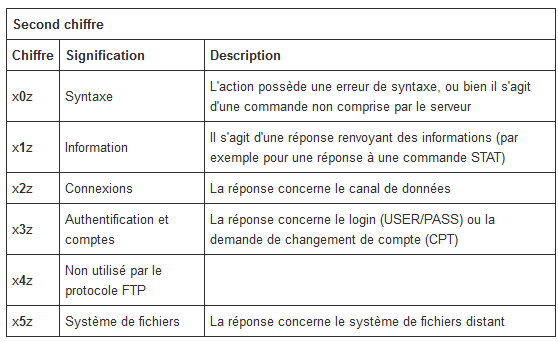 Second chiffre
Chiffre Signification Description
x0z Syntaxe L'action possède une erreur de syntaxe, ou bien il s'agit
d'une commande non comprise par le serveur
x1z Information Il s'agit d'une réponse renvoyant des informations (par
exemple pour une réponse à une commande STAT)
x2z Connexions La réponse concerne le canal de données
x3z Authentification et La réponse concerne le login (USER/PASS) ou la
comptes demande de changement de compte (CPT)
x4z Non utilisé par le
protocole FTP
x5z Système de fichiers La réponse concerne le système de fichiers distant